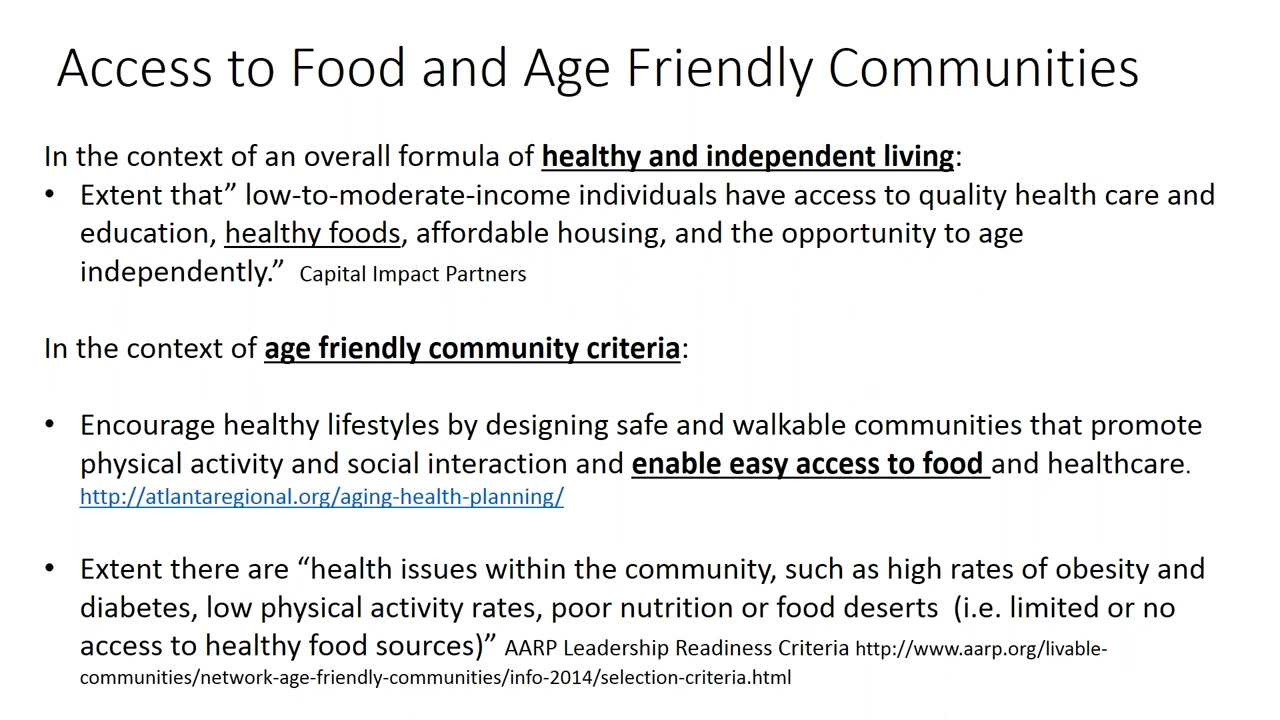 Access to Food and Age Friendly Communities
In the context of an overall formula of healthy and independent living:
• Extent that” low-to-moderate-income individuals have access to quality health care and
education, healthy foods, affordable housing, and the opportunity to age
independently.” Capital Impact Partners
In the context of age friendly community criteria:
• Encourage healthy lifestyles by designing safe and walkable communities that promote
physical activity and social interaction and enable easy access to food and healthcare.
http://atlantaregional.org/aging-health-planning/
• Extent there are “health issues within the community, such as high rates of obesity and
diabetes, low physical activity rates, poor nutrition or food deserts (i.e. limited or no
access to healthy food sources)” AARP Leadership Readiness Criteria http://www.aarp.org/livable-
communities/network-age-friendly-communities/info-2014/selection-criteria.html